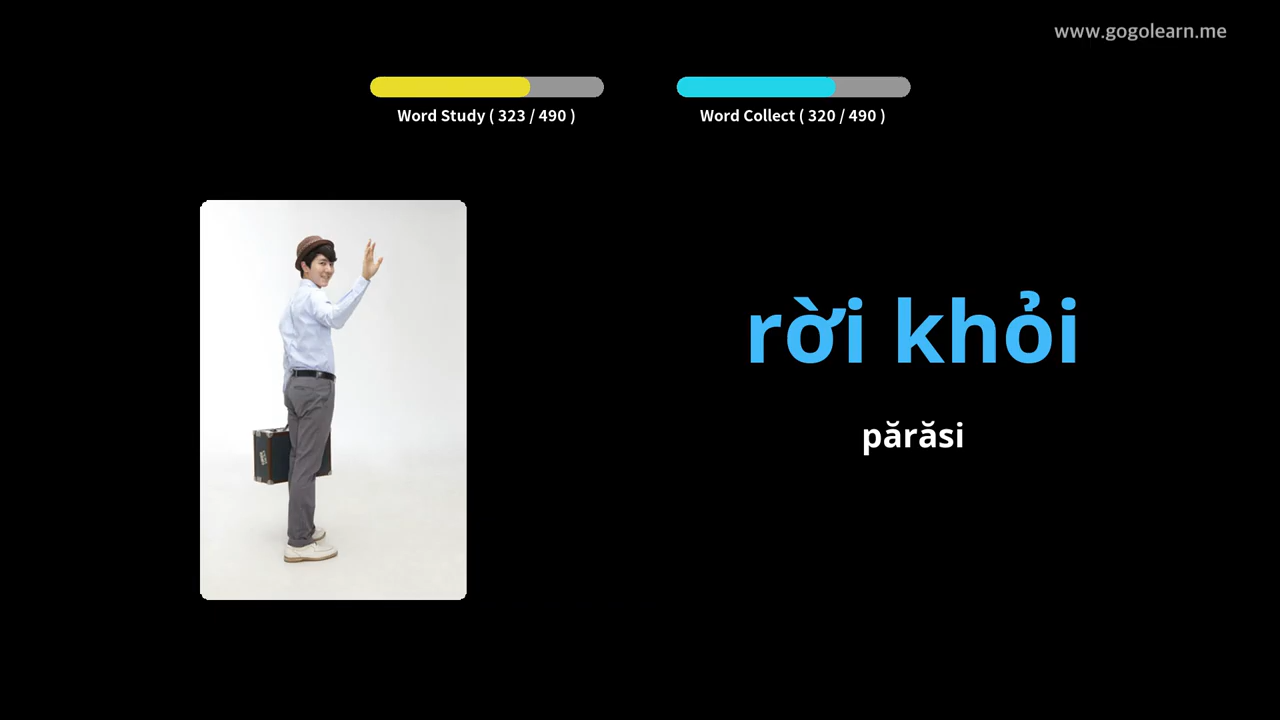 www.gogolearn.me
Word Study ( 323 / 490 )
Word Collect ( 320 / 490 )
rời khỏi
părăsi